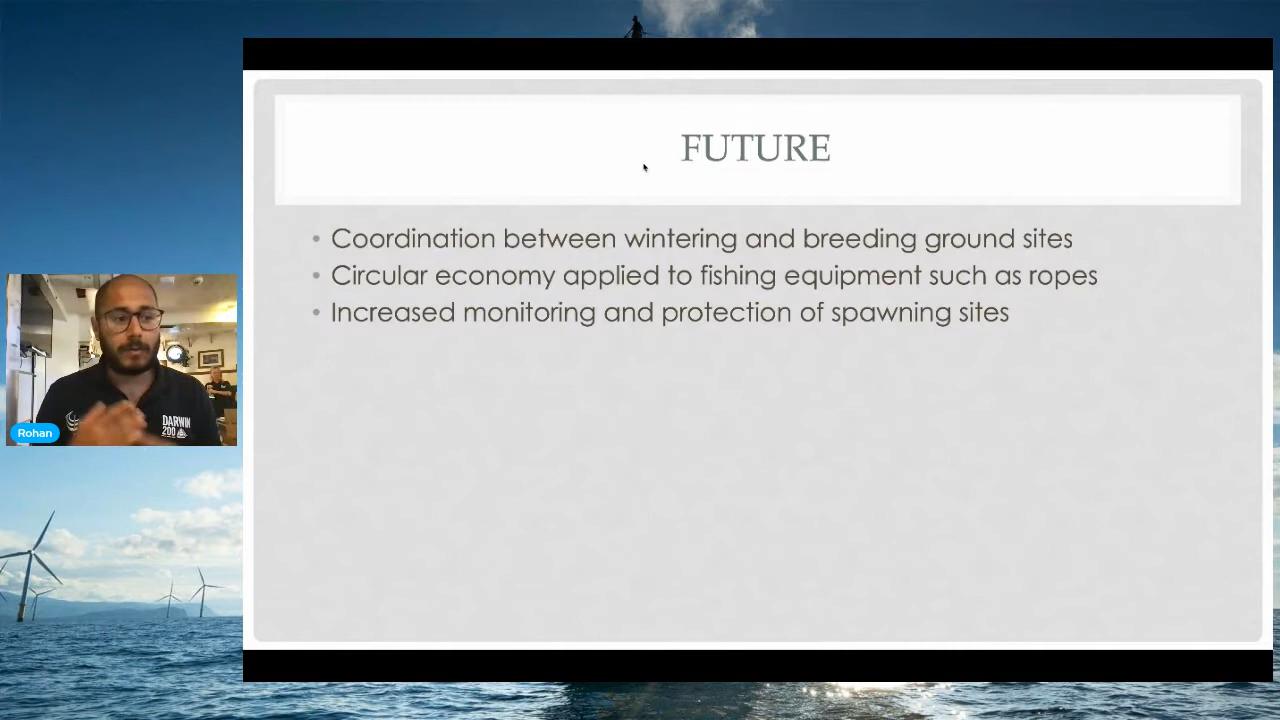 FUTURE
• Coordination between wintering and breeding ground sites
• Circular economy applied to fishing equipment such as ropes
• Increased monitoring and protection of spawning sites
DARWIN
200
Rohan